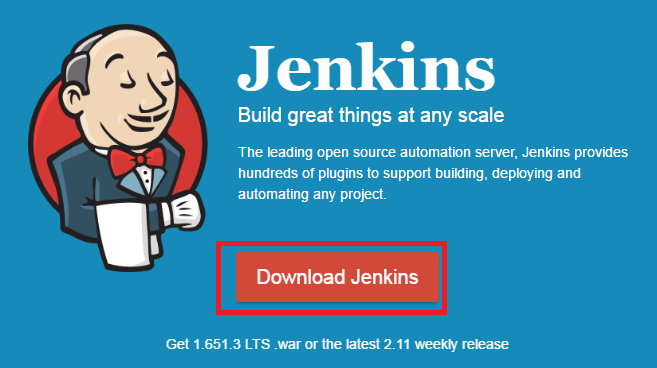 Jenkins
Build great things at any scale
The leading open source automation server, Jenkins provides
hundreds of plugins to support building, deploying and
automating any project.
Download Jenkins
Get 1.651.3 LTS .war or the latest 2.11 weekly release